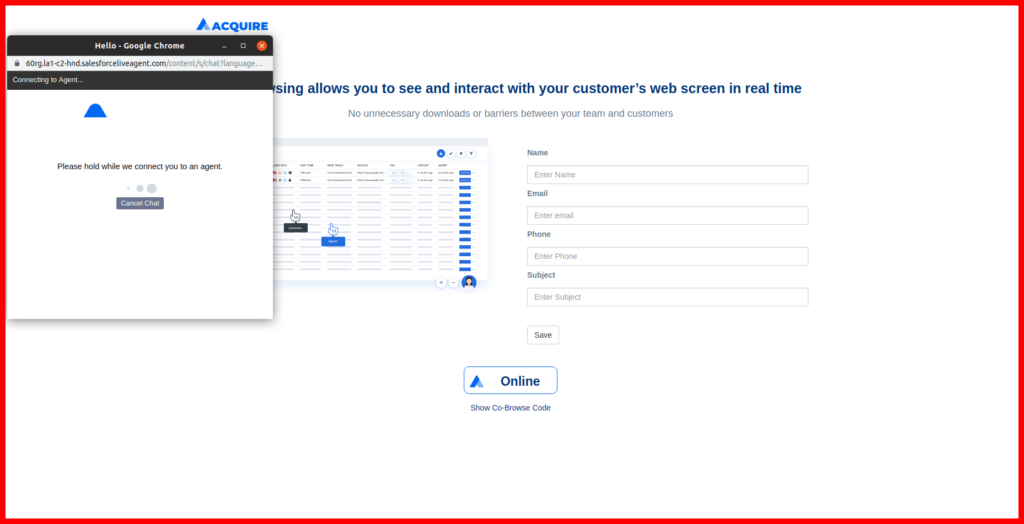 ACQUIRE
Hello - Google Chrome
60rg.la1-c2-hnd.salesforceliveagent.com/content/s/chat?language...
Connecting to Agent...
Please hold while we connect you to an agent.
Cancel Chat
wsing allows you to see and interact with your customer’s web screen in real time
No unnecessary downloads or barriers between your team and customers
Agent
Name
Enter Name
Email
Enter email
Phone
Enter Phone
Subject
Enter Subject
Save
Online
Show Co-Browse Code